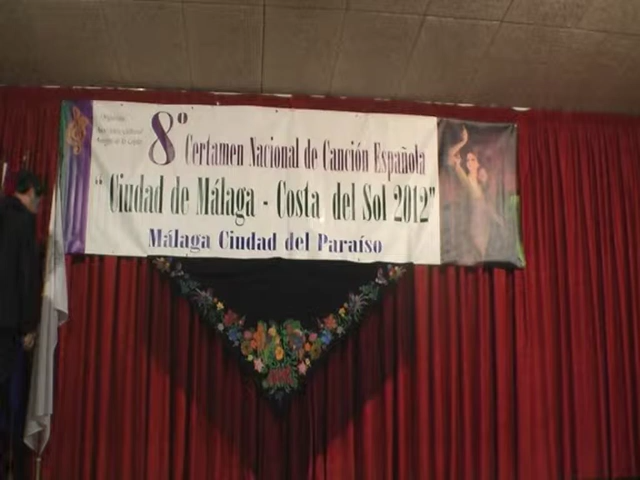 8º Certamen Nacional de Canción Española
"Ciudad de Málaga - Costa del Sol 2012"
Málaga Ciudad del Paraíso